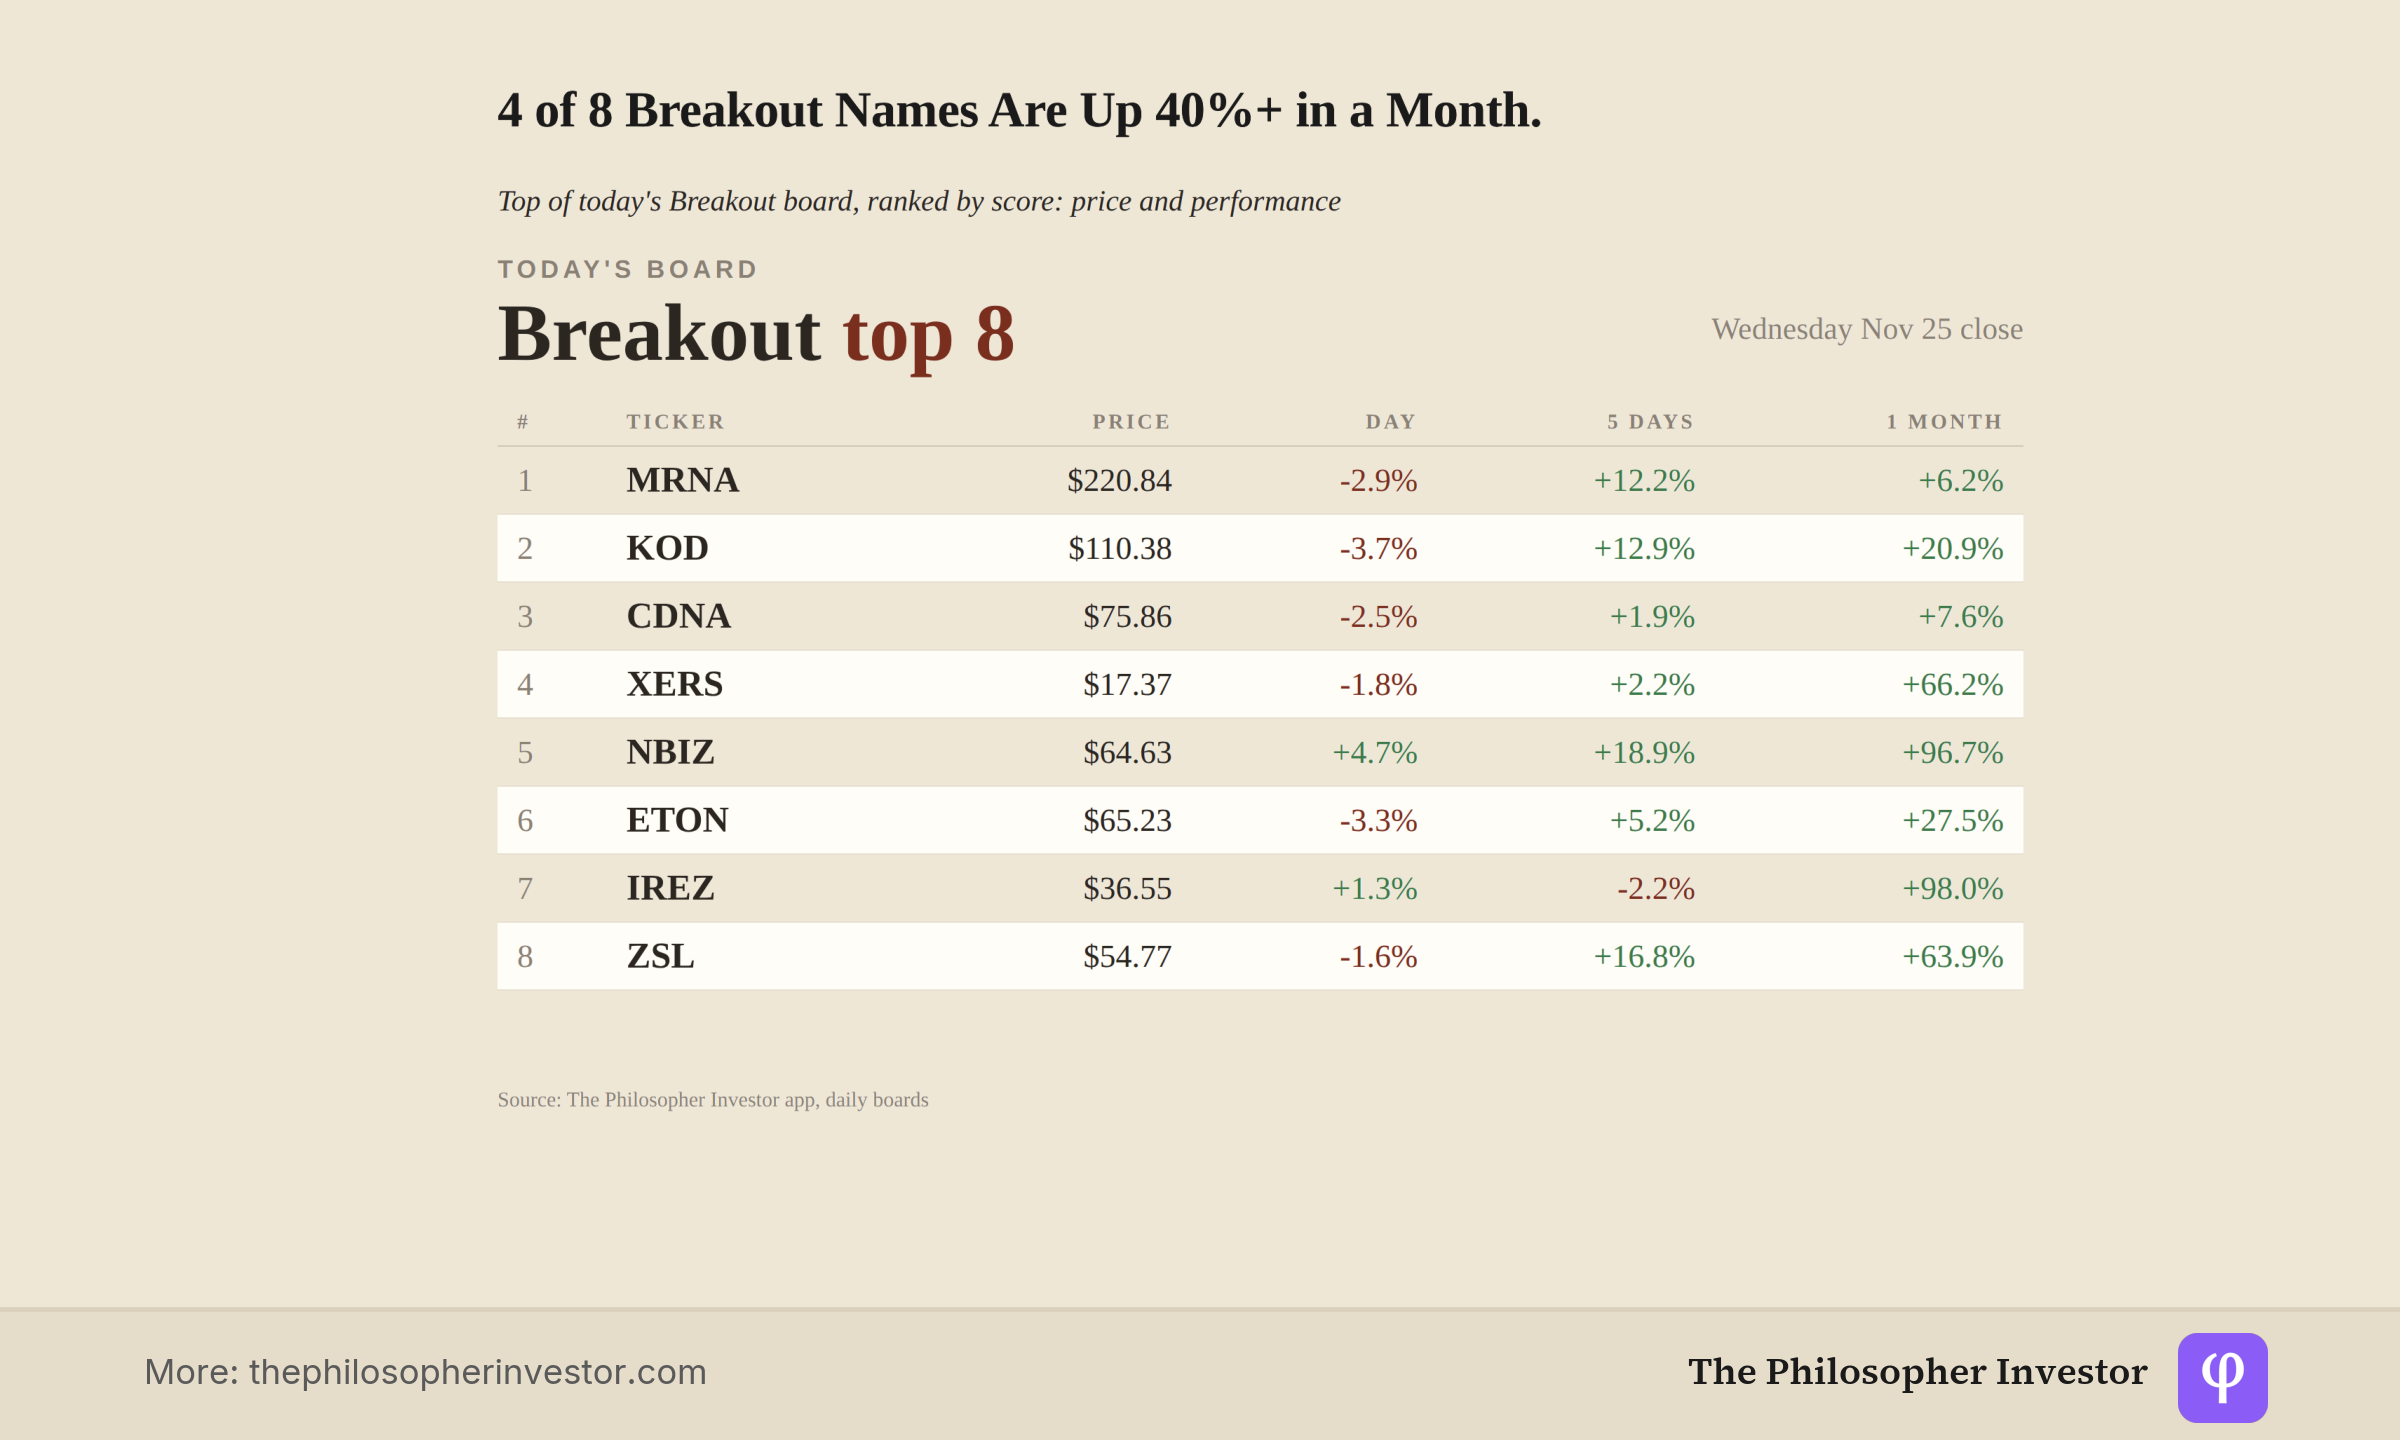 4 of 8 Breakout Names Are Up 40%+ in a Month.
Top of today's Breakout board, ranked by score: price and performance
TODAY'S BOARD
Breakout top 8
Wednesday Nov 25 close
# TICKER PRICE DAY 5 DAYS 1 MONTH
1 MRNA $220.84 -2.9% +12.2% +6.2%
2 KOD $110.38 -3.7% +12.9% +20.9%
3 CDNA $75.86 -2.5% +1.9% +7.6%
4 XERS $17.37 -1.8% +2.2% +66.2%
5 NBIZ $64.63 +4.7% +18.9% +96.7%
6 ETON $65.23 -3.3% +5.2% +27.5%
7 IREZ $36.55 +1.3% -2.2% +98.0%
8 ZSL $54.77 -1.6% +16.8% +63.9%
Source: The Philosopher Investor app, daily boards
More: thephilosopherinvestor.com
The Philosopher Investor φ